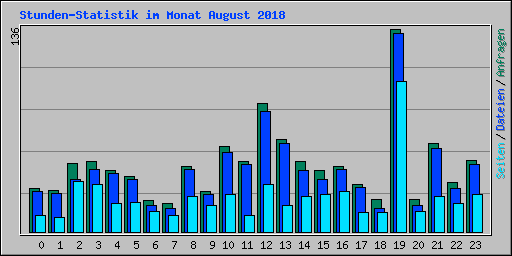 Stunden-Statistik im Monat August 2018
136
Seiten / Dateien / Anfragen
0 1 2 3 4 5 6 7 8 9 10 11 12 13 14 15 16 17 18 19 20 21 22 23